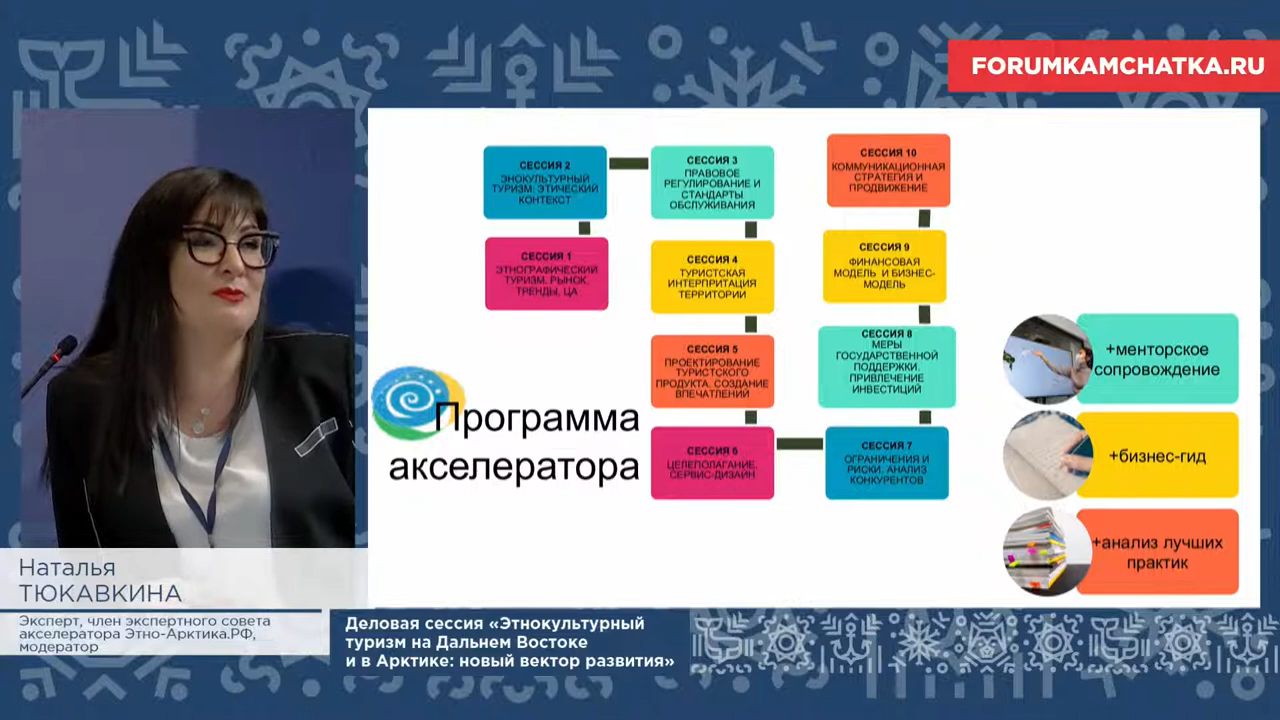 FORUMKAMCHATKA.RU
СЕССИЯ 2
ЭНОКУЛЬТУРНЫЙ
ТУРИЗМ: ЭТИЧЕСКИЙ
КОНТЕКСТ
СЕССИЯ 3
ПРАВОВОЕ
РЕГУЛИРОВАНИЕ И
СТАНДАРТЫ
ОБСЛУЖИВАНИЯ
СЕССИЯ 10
КОММУНИКАЦИОННАЯ
СТРАТЕГИЯ И
ПРОДВИЖЕНИЕ
СЕССИЯ 1
ЭТНОГРАФИЧЕСКИЙ
ТУРИЗМ. РЫНОК,
ТРЕНДЫ, ЦА
СЕССИЯ 4
ТУРИСТСКАЯ
ИНТЕРПРИТАЦИЯ
ТЕРРИТОРИИ
СЕССИЯ 9
ФИНАНСОВАЯ
МОДЕЛЬ И БИЗНЕС-
МОДЕЛЬ
СЕССИЯ 5
ПРОЕКТИРОВАНИЕ
ТУРИСТСКОГО
ПРОДУКТА. СОЗДАНИЕ
ВПЕЧАТЛЕНИЙ
СЕССИЯ 8
МЕРЫ
ГОСУДАРСТВЕННОЙ
ПОДДЕРЖКИ.
ПРИВЛЕЧЕНИЕ
ИНВЕСТИЦИЙ
СЕССИЯ 6
ЦЕЛЕПОЛАГАНИЕ.
СЕРВИС-ДИЗАЙН
СЕССИЯ 7
ОГРАНИЧЕНИЯ И
РИСКИ. АНАЛИЗ
КОНКУРЕНТОВ
Программа
акселератора
+менторское
сопровождение
+бизнес-гид
+анализ лучших
практик
Наталья
ТЮКАВКИНА
Эксперт, член экспертного совета
акселератора Этно-Арктика.РФ,
модератор
Деловая сессия «Этнокультурный
туризм на Дальнем Востоке
и в Арктике: новый вектор развития»